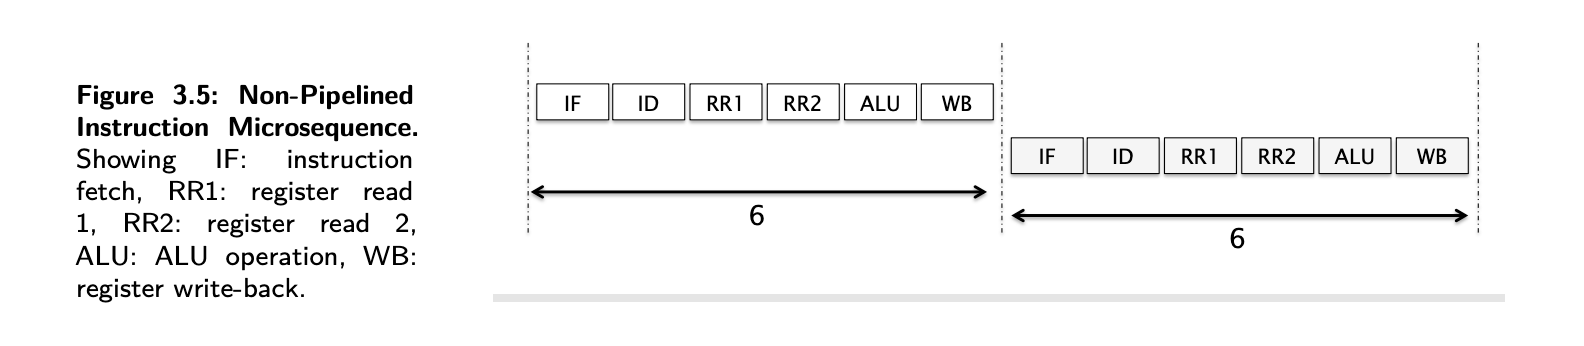 Figure 3.5: Non-Pipelined
Instruction Microsequence.
Showing IF: instruction
fetch, RR1: register read
1, RR2: register read 2,
ALU: ALU operation, WB:
register write-back.
IF ID RR1 RR2 ALU WB
6
IF ID RR1 RR2 ALU WB
6